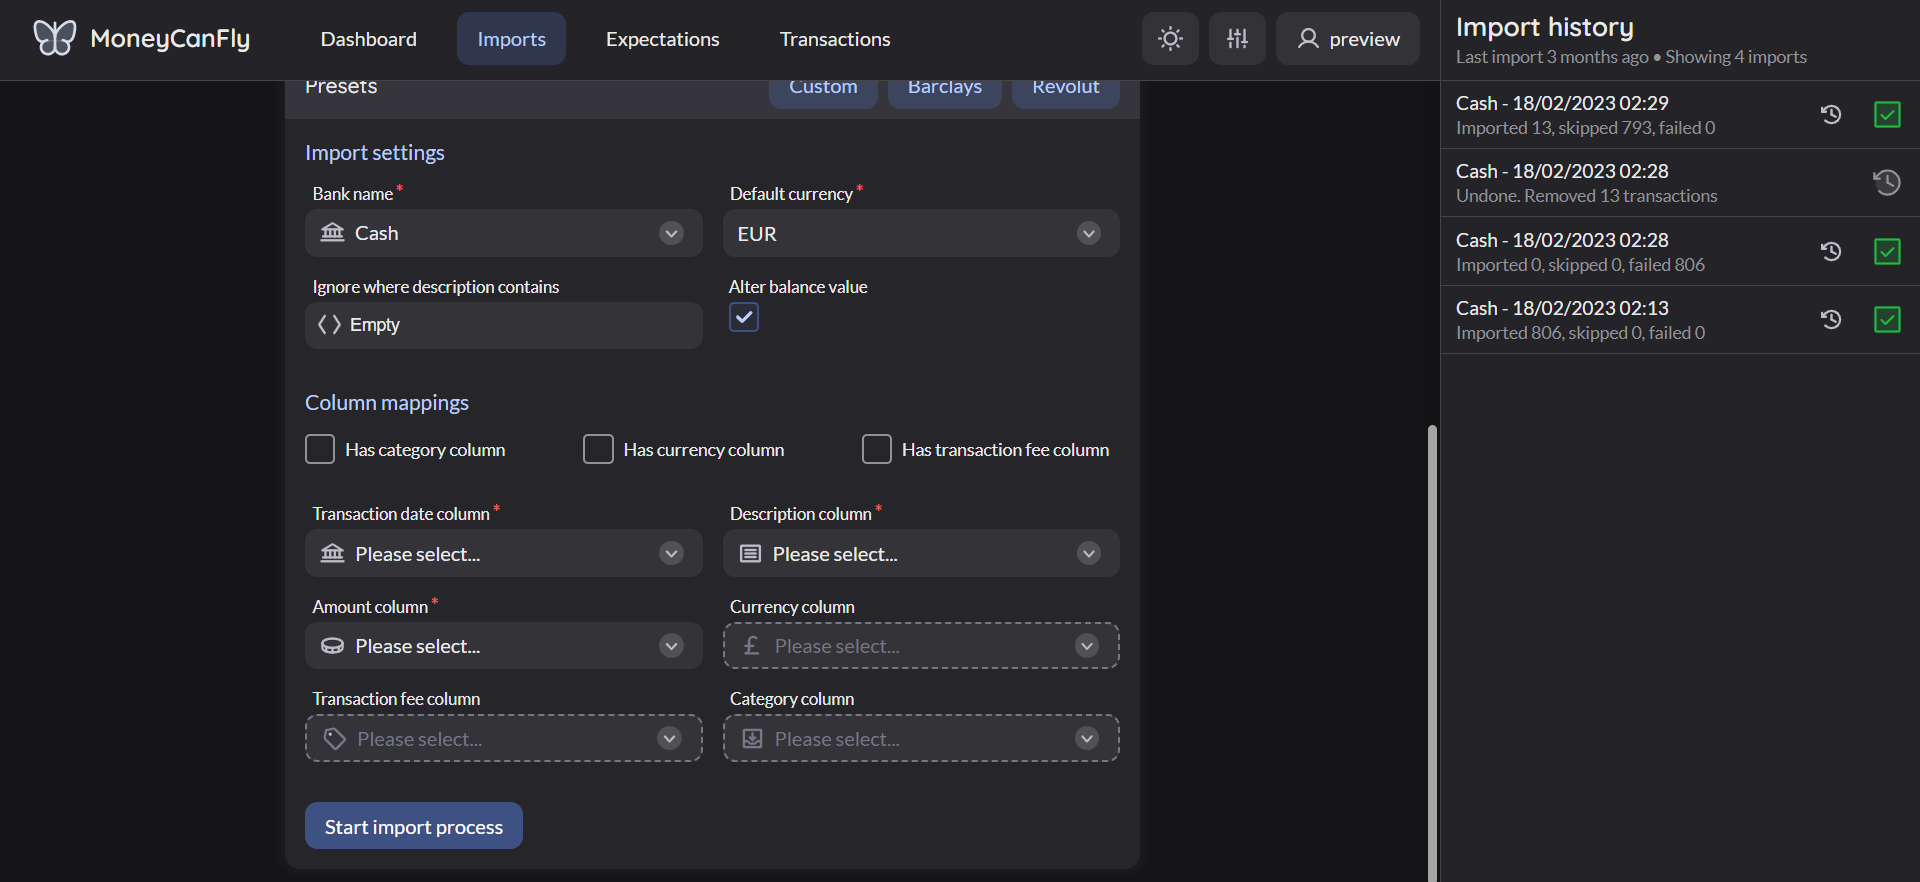 MoneyCanFly
Dashboard
Imports
Expectations
Transactions
preview
Presets
Custom
Barclays
Revolut
Import settings
Bank name *
Default currency *
Cash
EUR
Ignore where description contains
Alter balance value
Empty
Column mappings
Has category column
Has currency column
Has transaction fee column
Transaction date column *
Description column *
Please select...
Please select...
Amount column *
Currency column
Please select...
£ Please select...
Transaction fee column
Category column
Please select...
Please select...
Start import process
Import history
Last import 3 months ago • Showing 4 imports
Cash - 18/02/2023 02:29
Imported 13, skipped 793, failed 0
Cash - 18/02/2023 02:28
Undone. Removed 13 transactions
Cash - 18/02/2023 02:28
Imported 0, skipped 0, failed 806
Cash - 18/02/2023 02:13
Imported 806, skipped 0, failed 0